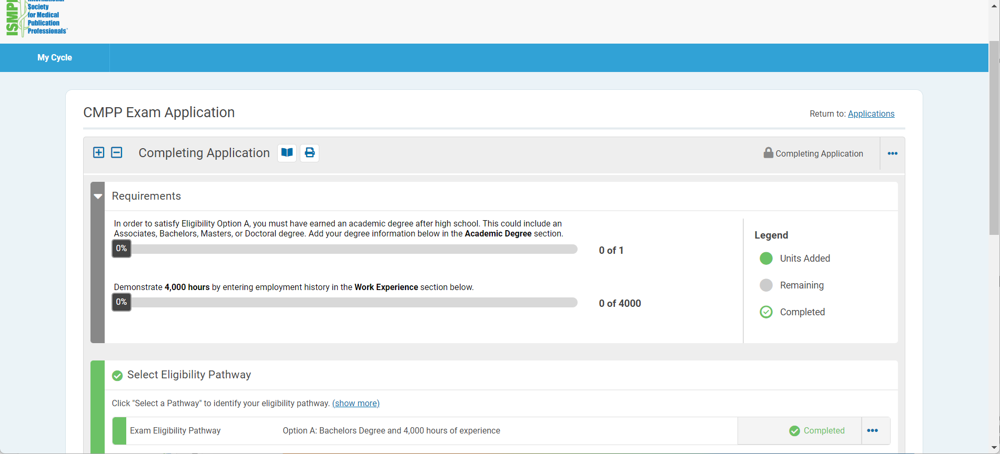 ISMPP
Society
for Medical
Publication
Professionals
My Cycle
CMPP Exam Application
Return to: Applications
Completing Application
Completing Application
Requirements
In order to satisfy Eligibility Option A, you must have earned an academic degree after high school. This could include an
Associates, Bachelors, Masters, or Doctoral degree. Add your degree information below in the Academic Degree section.
0%
0 of 1
Demonstrate 4,000 hours by entering employment history in the Work Experience section below.
0%
0 of 4000
Legend
Units Added
Remaining
Completed
Select Eligibility Pathway
Click "Select a Pathway" to identify your eligibility pathway. (show more)
Exam Eligibility Pathway
Option A: Bachelors Degree and 4,000 hours of experience
Completed